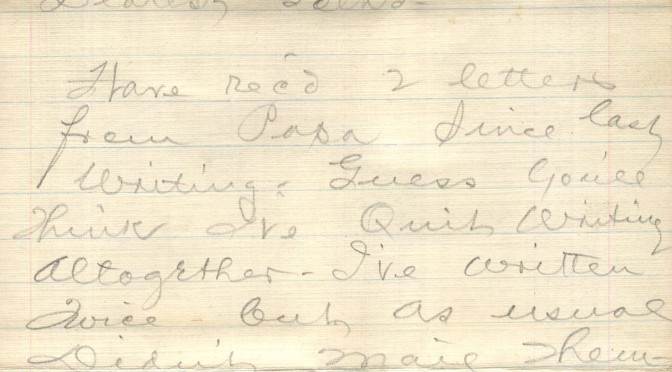 Dearest
Have rec'd 2 letters
from Papa Since last
Writing. Guess You'll
Think I've Quit Writing
Altogether - I've written
Twice but as usual
Didn't Mail Them -